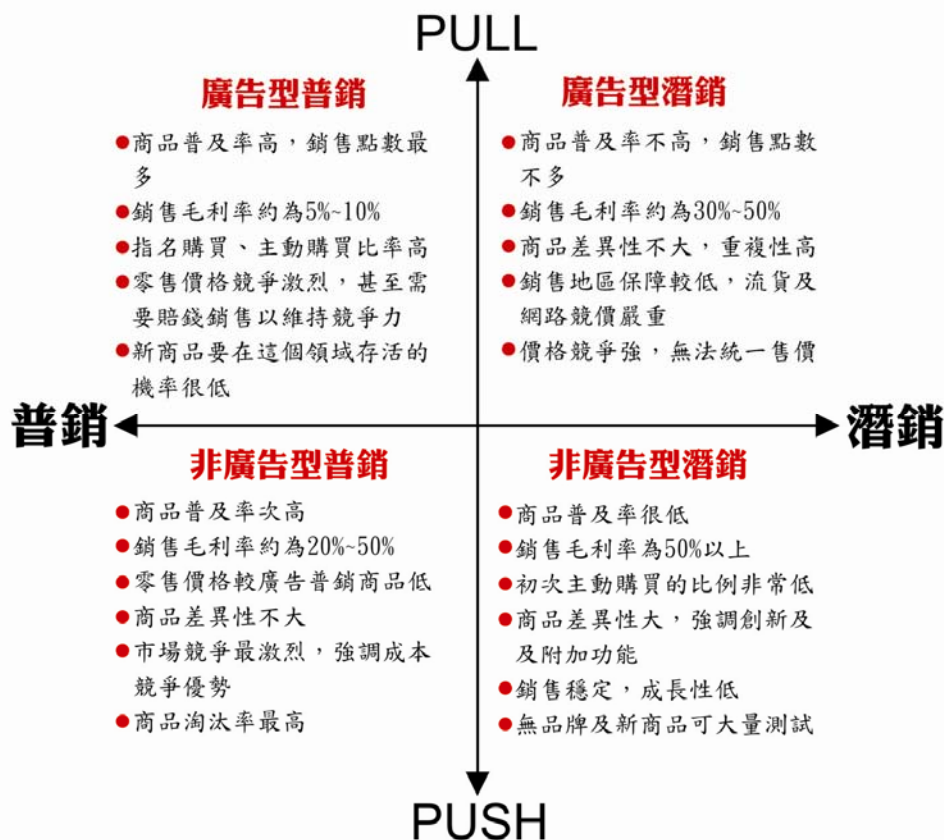 PULL
廣告型普銷
●商品普及率高，銷售點數最
多
●銷售毛利率約為5%~10%
●指名購買、主動購買比率高
●零售價格競爭激烈，甚至需
要賠錢銷售以維持競爭力
●新商品要在這個領域存活的
機率很低
廣告型潛銷
●商品普及率不高，銷售點數
不多
●銷售毛利率約為30%~50%
●商品差異性不大，重複性高
●銷售地區保障較低，流貨及
網路競價嚴重
●價格競爭強，無法統一售價
普銷
潛銷
非廣告型普銷
●商品普及率次高
●銷售毛利率約為20%~50%
●零售價格較廣告普銷商品低
●商品差異性不大
●市場競爭最激烈，強調成本
競爭優勢
●商品淘汰率最高
非廣告型潛銷
●商品普及率很低
●銷售毛利率為50%以上
●初次主動購買的比例非常低
●商品差異性大，強調創新及
及附加功能
●銷售穩定，成長性低
●無品牌及新商品可大量測試
PUSH